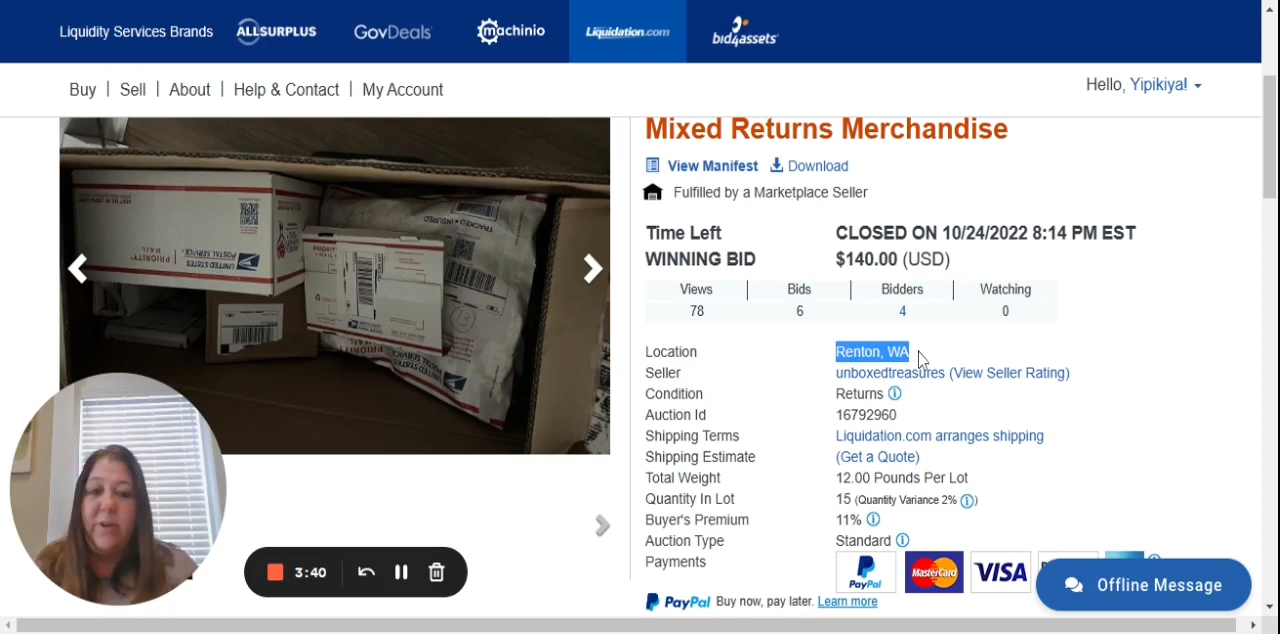 Liquidity Services Brands
ALLSURPLUS
GovDeals
machinio
Liquidation.com
bid4assets
Buy | Sell | About | Help & Contact | My Account
Hello, Yipikiya!
Mixed Returns Merchandise
View Manifest Download
Fulfilled by a Marketplace Seller
Time Left CLOSED ON 10/24/2022 8:14 PM EST
WINNING BID $140.00 (USD)
Views Bids Bidders Watching
78 6 4 0
Location Renton, WA
Seller unboxedtreasures (View Seller Rating)
Condition Returns
Auction Id 16792960
Shipping Terms Liquidation.com arranges shipping
Shipping Estimate (Get a Quote)
Total Weight 12.00 Pounds Per Lot
Quantity In Lot 15 (Quantity Variance 2% )
Buyer's Premium 11%
Auction Type Standard
Payments
PayPal MasterCard VISA
PayPal Buy now, pay later. Learn more
Offline Message
3:40
PRIORITY MAIL
UNITED STATES POSTAL SERVICE
TRACKED INSURED
13